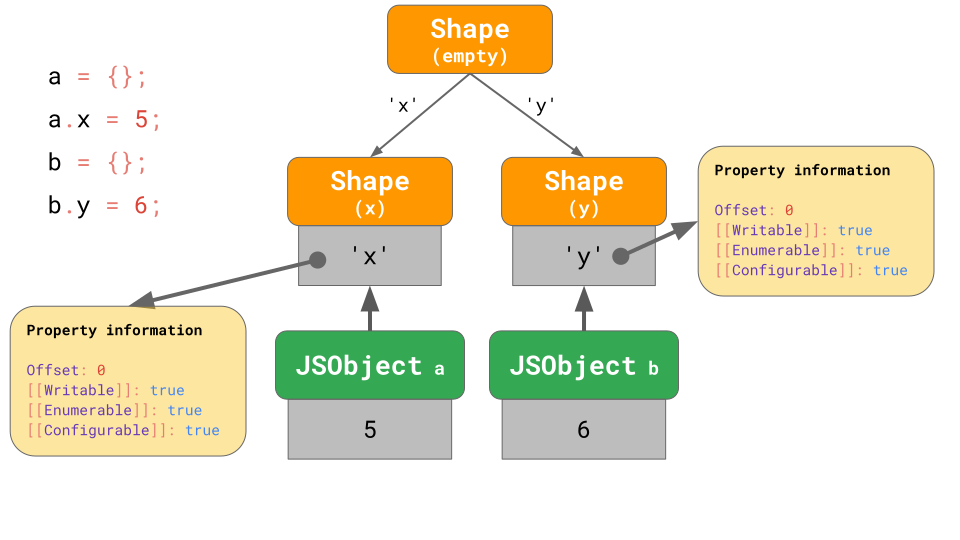 Shape
(empty)
a = {};
a.x = 5;
b = {};
b.y = 6;
'x'
'y'
Shape
(x)
'x'
Shape
(y)
'y'
Property information
Offset: 0
[[Writable]]: true
[[Enumerable]]: true
[[Configurable]]: true
Property information
Offset: 0
[[Writable]]: true
[[Enumerable]]: true
[[Configurable]]: true
JSObject a
5
JSObject b
6